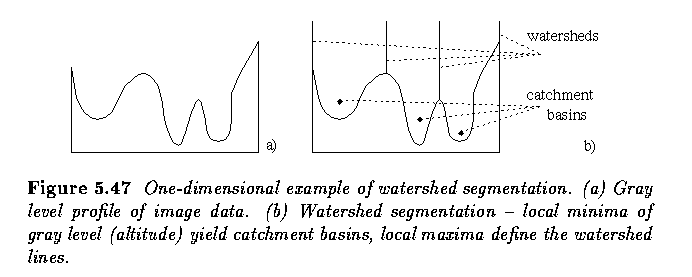 watersheds
catchment
basins
a)
b)
Figure 5.47 One-dimensional example of watershed segmentation. (a) Gray
level profile of image data. (b) Watershed segmentation – local minima of
gray level (altitude) yield catchment basins, local maxima define the watershed
lines.